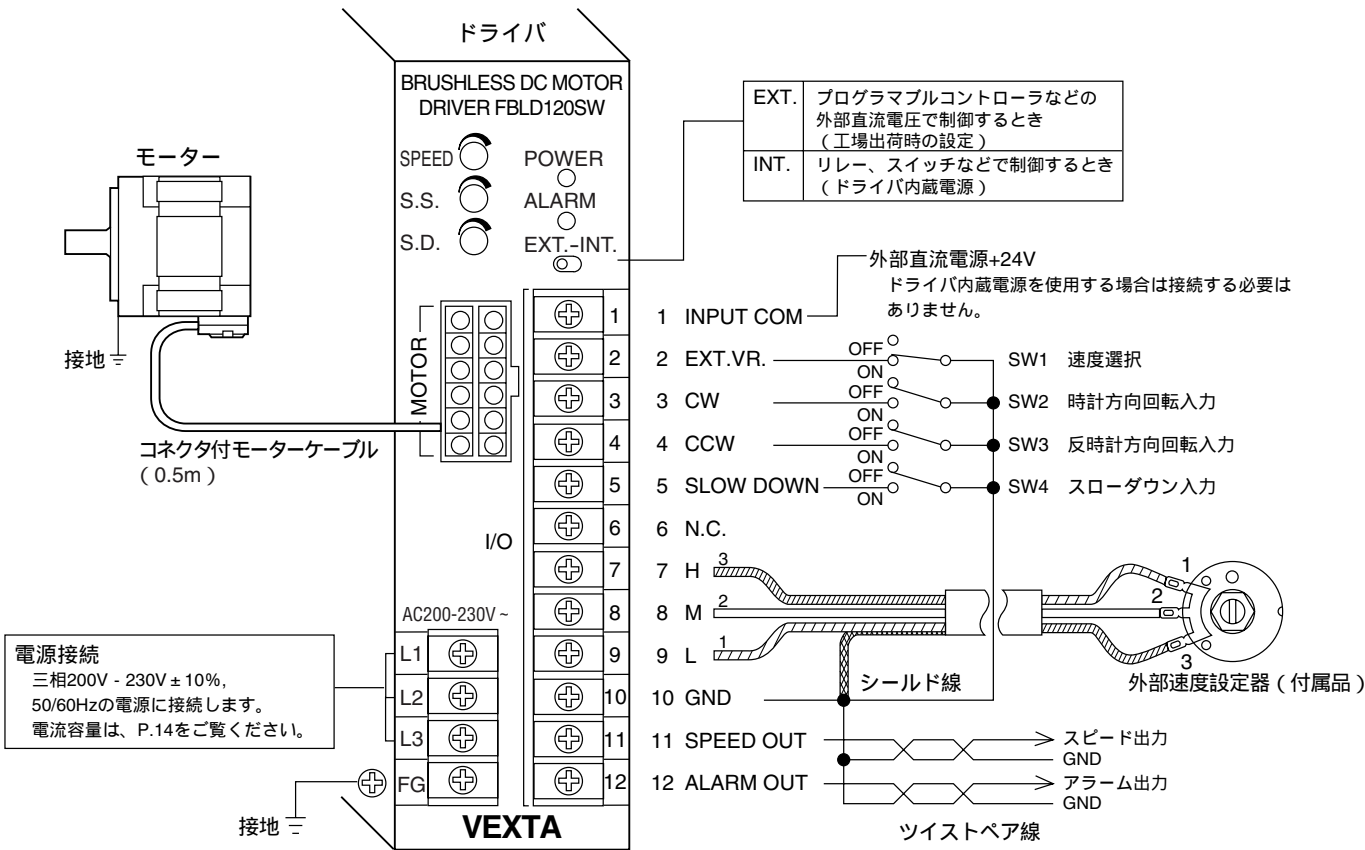 ドライバ
BRUSHLESS DC MOTOR
DRIVER FBLD120SW
SPEED
POWER
S.S.
ALARM
S.D.
EXT.-INT.
EXT.
プログラマブルコントローラなどの
外部直流電圧で制御するとき
(工場出荷時の設定)
INT.
リレー、スイッチなどで制御するとき
(ドライバ内蔵電源)
モーター
接地
コネクタ付モーターケーブル
(0.5m)
MOTOR
I/O
1
2
3
4
5
6
7
8
9
10
11
12
外部直流電源+24V
ドライバ内蔵電源を使用する場合は接続する必要は
ありません。
1 INPUT COM
2 EXT.VR. OFF ON SW1 速度選択
3 CW OFF ON SW2 時計方向回転入力
4 CCW OFF ON SW3 反時計方向回転入力
5 SLOW DOWN OFF ON SW4 スローダウン入力
6 N.C.
7 H 3
8 M 2
9 L 1
1
2
3
外部速度設定器(付属品)
シールド線
10 GND
11 SPEED OUT スピード出力
GND
12 ALARM OUT アラーム出力
GND
ツイストペア線
AC200-230V~
L1
L2
L3
FG
電源接続
三相200V - 230V±10%,
50/60Hzの電源に接続します。
電流容量は、P.14をご覧ください。
接地
VEXTA